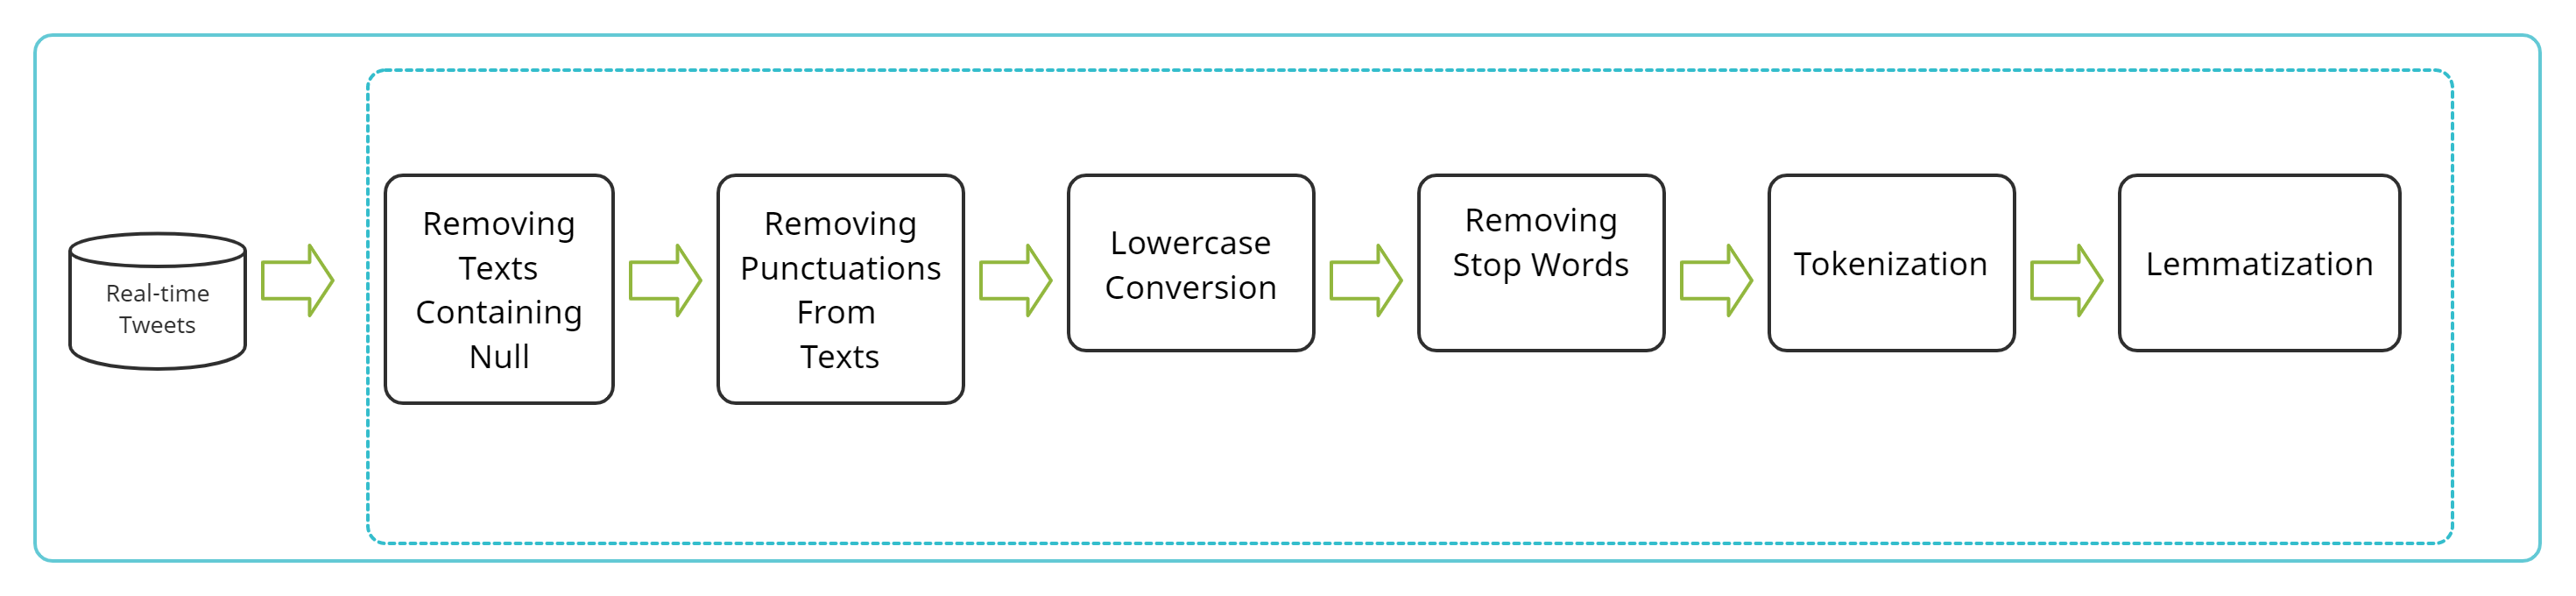 Real-time
Tweets
Removing
Texts
Containing
Null
Removing
Punctuations
From
Texts
Lowercase
Conversion
Removing
Stop Words
Tokenization
Lemmatization